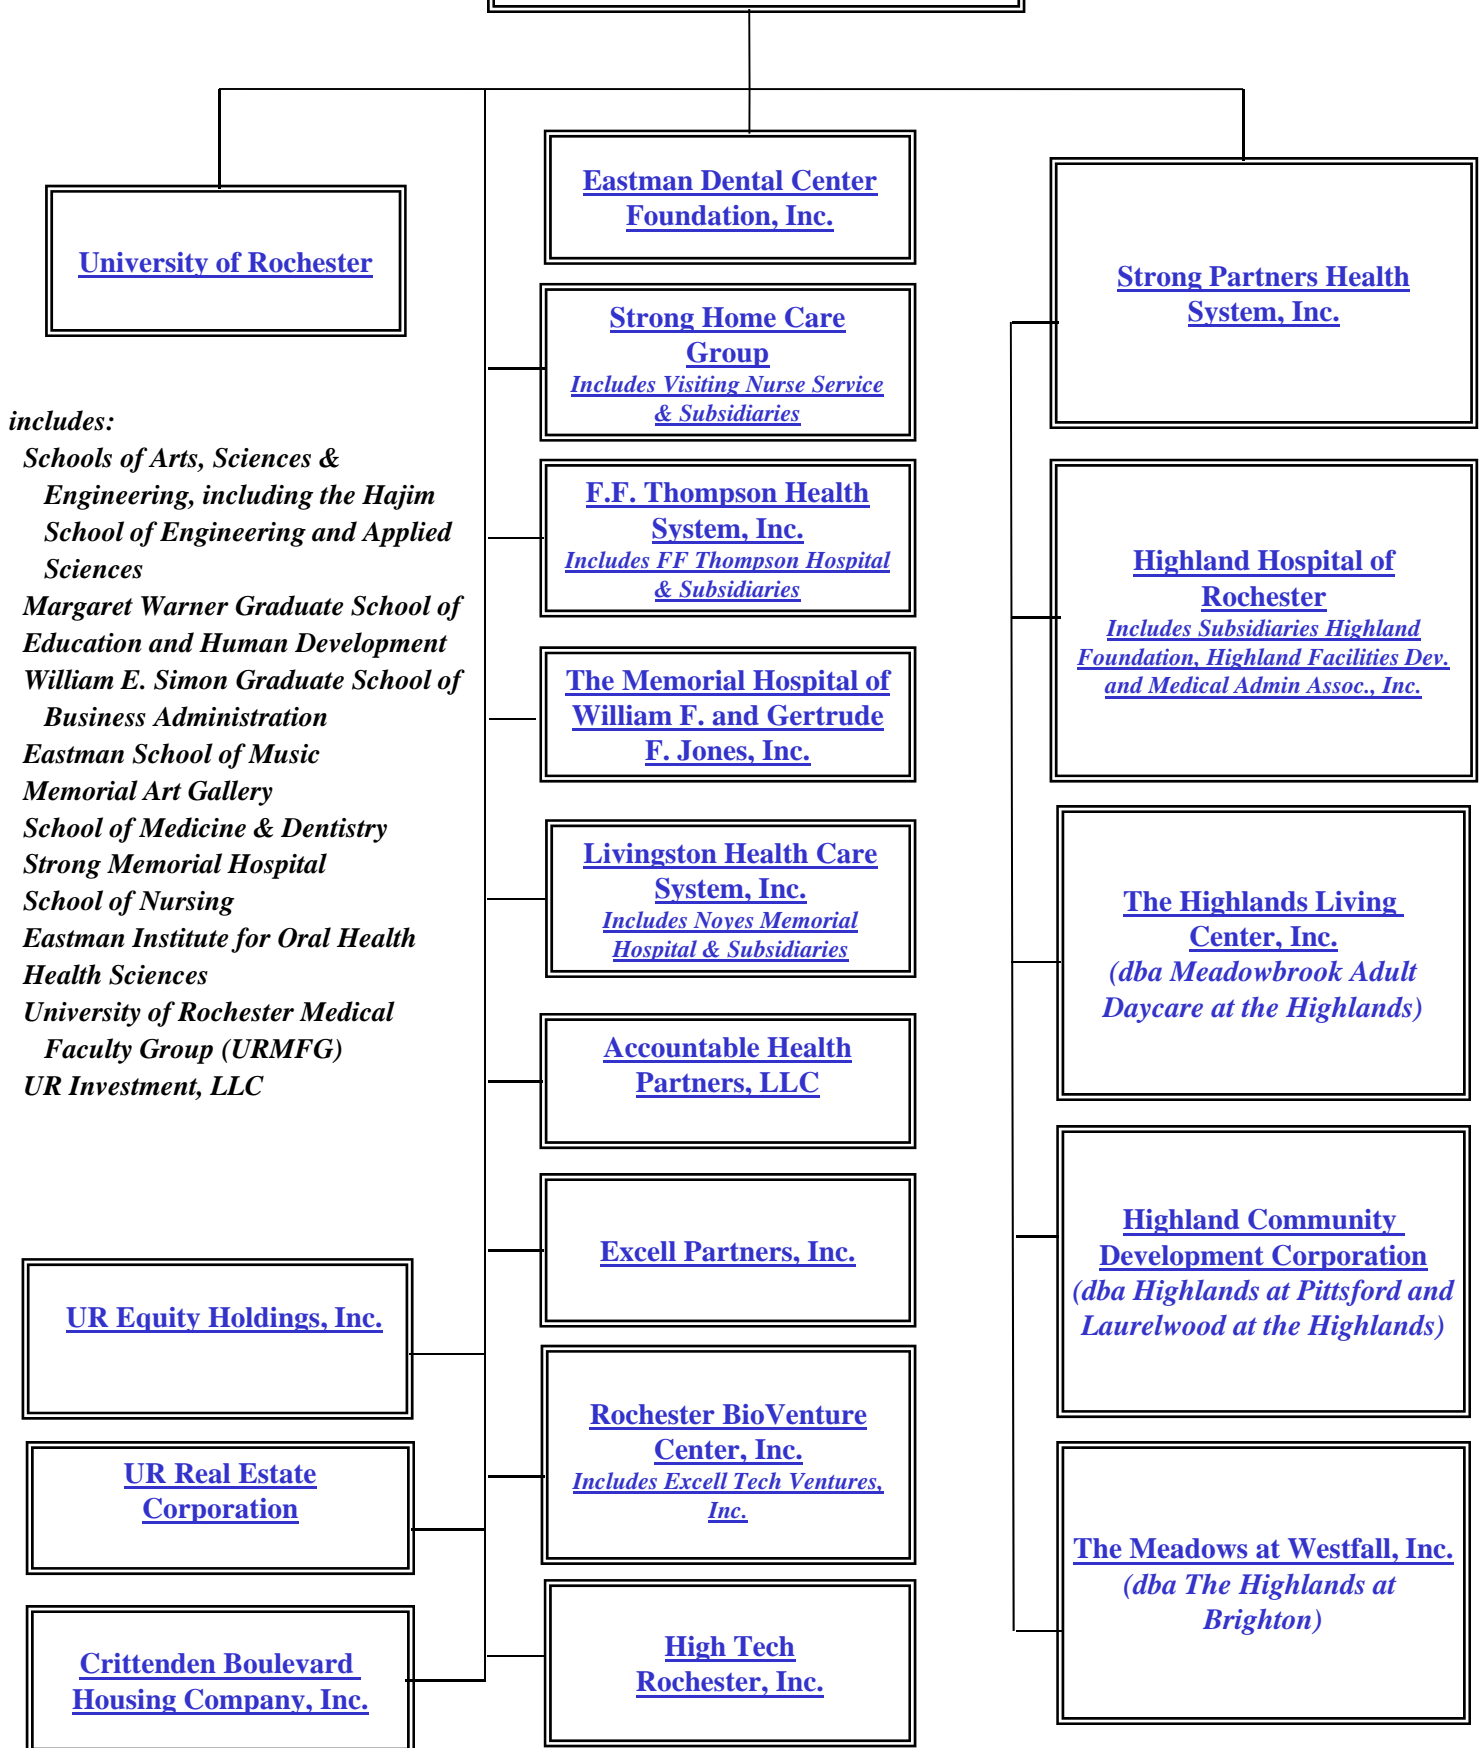 University of Rochester
includes:
Schools of Arts, Sciences &
Engineering, including the Hajim
School of Engineering and Applied
Sciences
Margaret Warner Graduate School of
Education and Human Development
William E. Simon Graduate School of
Business Administration
Eastman School of Music
Memorial Art Gallery
School of Medicine & Dentistry
Strong Memorial Hospital
School of Nursing
Eastman Institute for Oral Health
Health Sciences
University of Rochester Medical
Faculty Group (URMFG)
UR Investment, LLC
UR Equity Holdings, Inc.
UR Real Estate
Corporation
Crittenden Boulevard
Housing Company, Inc.
Eastman Dental Center
Foundation, Inc.
Strong Home Care
Group
Includes Visiting Nurse Service
& Subsidiaries
F.F. Thompson Health
System, Inc.
Includes FF Thompson Hospital
& Subsidiaries
The Memorial Hospital of
William F. and Gertrude
F. Jones, Inc.
Livingston Health Care
System, Inc.
Includes Noyes Memorial
Hospital & Subsidiaries
Accountable Health
Partners, LLC
Excell Partners, Inc.
Rochester BioVenture
Center, Inc.
Includes Excell Tech Ventures,
Inc.
High Tech
Rochester, Inc.
Strong Partners Health
System, Inc.
Highland Hospital of
Rochester
Includes Subsidiaries Highland
Foundation, Highland Facilities Dev.
and Medical Admin Assoc., Inc.
The Highlands Living
Center, Inc.
(dba Meadowbrook Adult
Daycare at the Highlands)
Highland Community
Development Corporation
(dba Highlands at Pittsford and
Laurelwood at the Highlands)
The Meadows at Westfall, Inc.
(dba The Highlands at
Brighton)